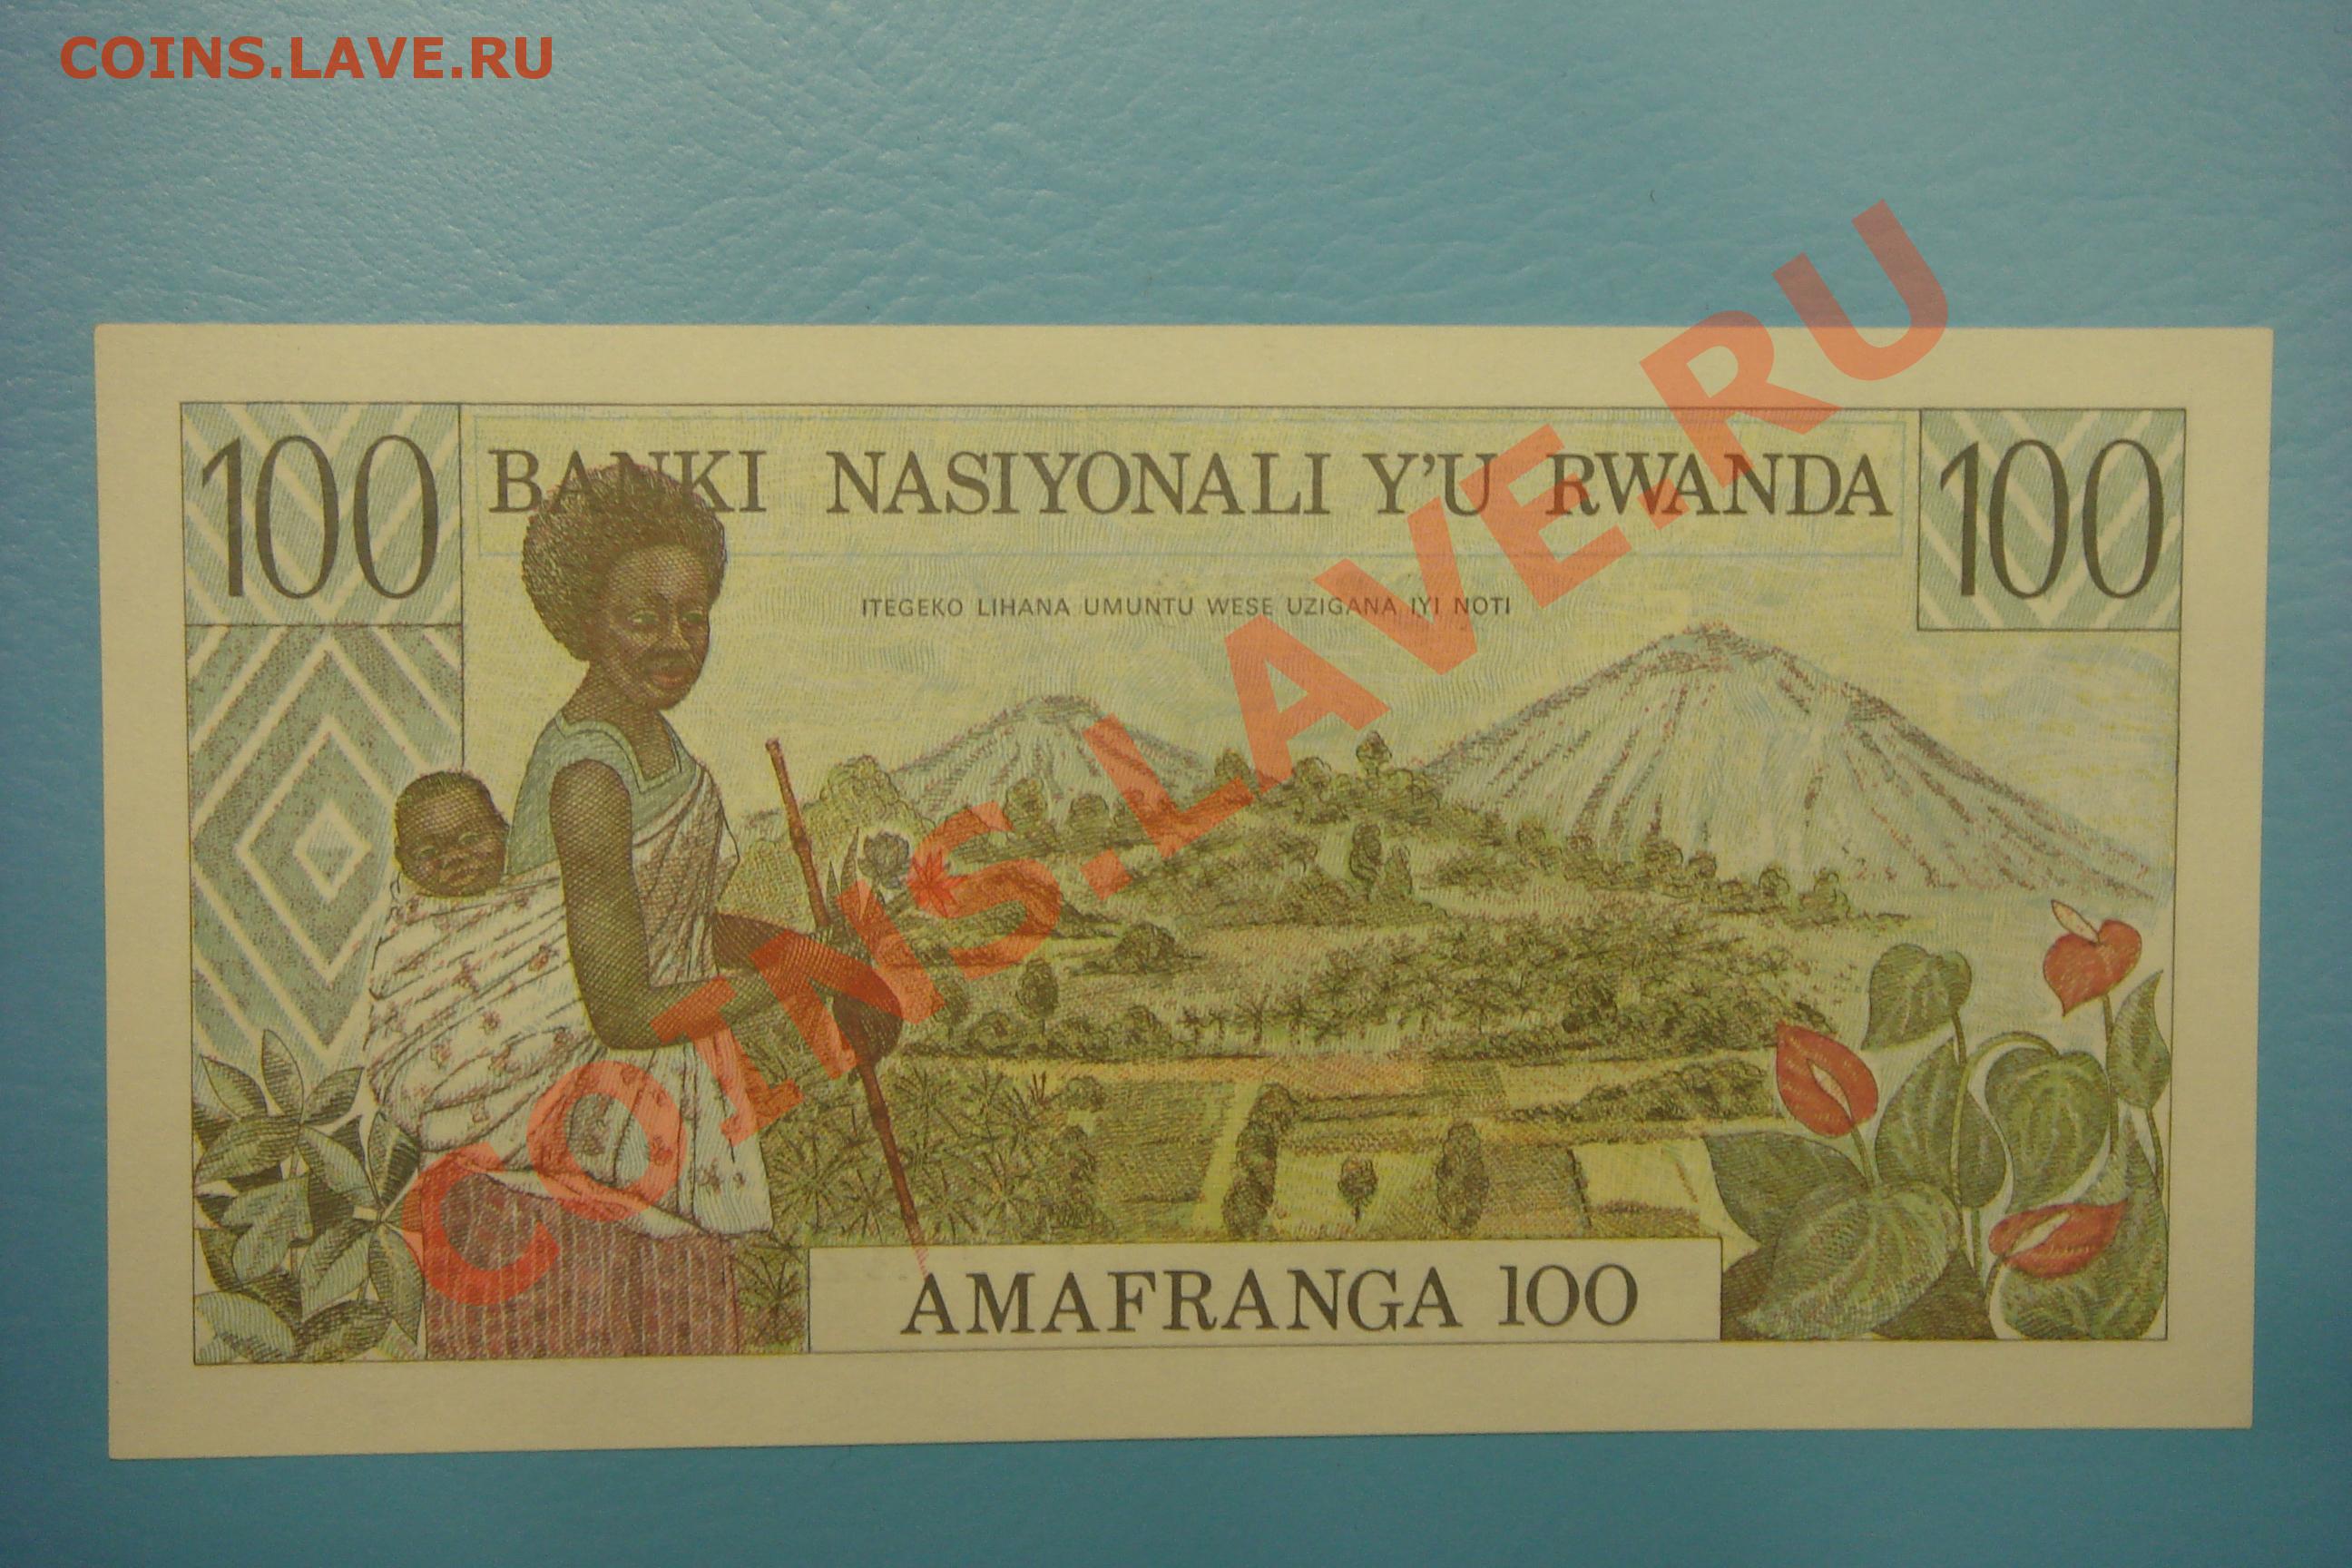 COINS.LAVE.RU
100 BANKI NASIYONALI Y'U RWANDA 100
ITEGEKO LIHANA UMUNTU WESE UZIGANA IYI NOTI
COINS.LAVE.RU
AMAFRANGA 100